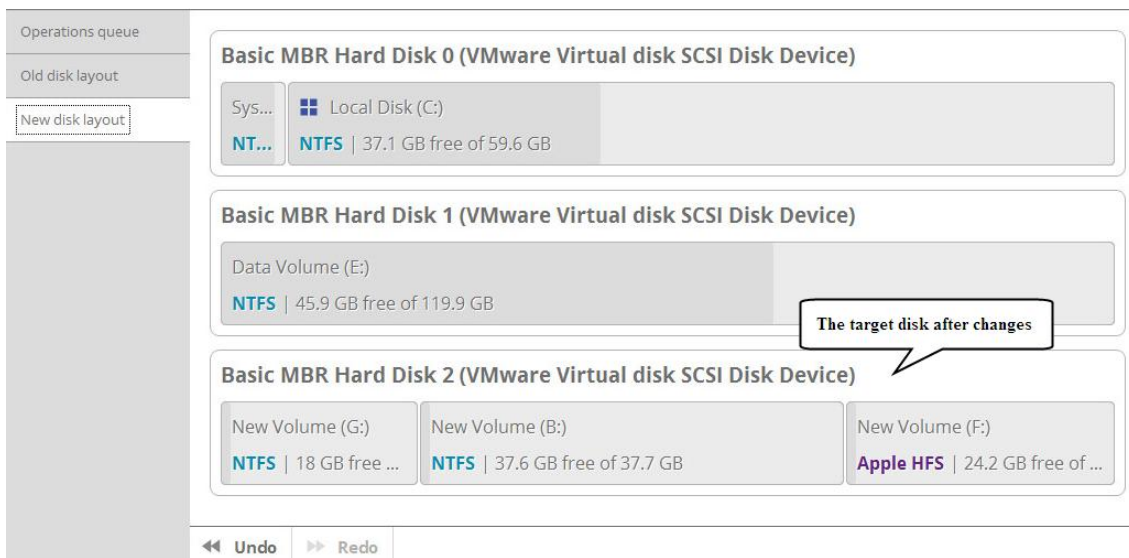 Operations queue
Old disk layout
New disk layout
Basic MBR Hard Disk 0 (VMware Virtual disk SCSI Disk Device)
Sys...
NT...
Local Disk (C:)
NTFS | 37.1 GB free of 59.6 GB
Basic MBR Hard Disk 1 (VMware Virtual disk SCSI Disk Device)
Data Volume (E:)
NTFS | 45.9 GB free of 119.9 GB
The target disk after changes
Basic MBR Hard Disk 2 (VMware Virtual disk SCSI Disk Device)
New Volume (G:)
NTFS | 18 GB free ...
New Volume (B:)
NTFS | 37.6 GB free of 37.7 GB
New Volume (F:)
Apple HFS | 24.2 GB free of ...
Undo
Redo